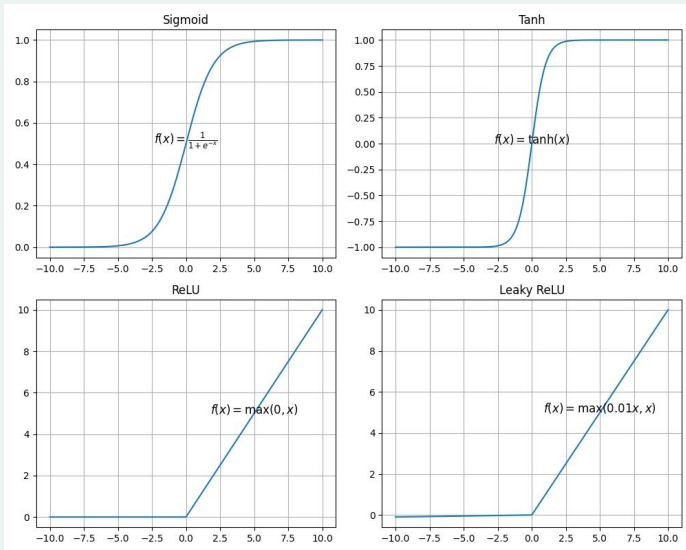 Sigmoid
1.0
0.8
0.6
0.4
0.2
0.0
f(x) = 1/(1 + e^{-x})
−10.0 −7.5 −5.0 −2.5 0.0 2.5 5.0 7.5 10.0
Tanh
1.00
0.75
0.50
0.25
0.00
−0.25
−0.50
−0.75
−1.00
f(x) = tanh(x)
−10.0 −7.5 −5.0 −2.5 0.0 2.5 5.0 7.5 10.0
ReLU
10
8
6
4
2
0
f(x) = max(0, x)
−10.0 −7.5 −5.0 −2.5 0.0 2.5 5.0 7.5 10.0
Leaky ReLU
10
8
6
4
2
0
f(x) = max(0.01x, x)
−10.0 −7.5 −5.0 −2.5 0.0 2.5 5.0 7.5 10.0